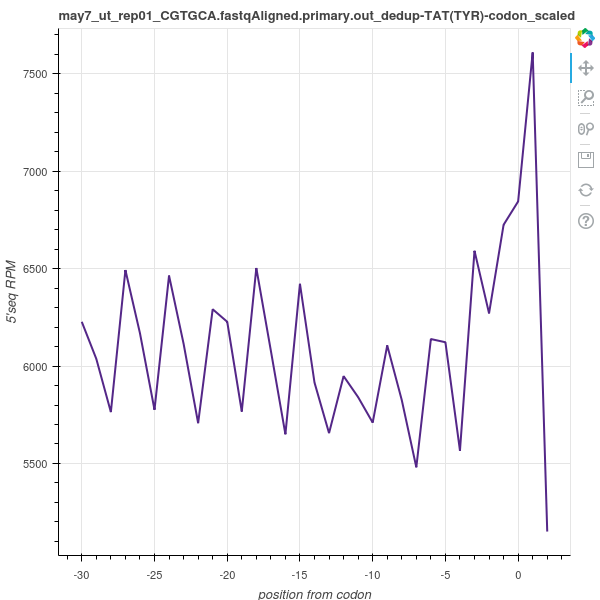 may7_ut_rep01_CGTGCA.fastqAligned.primary.out_dedup-TAT(TYR)-codon_scaled
7500
7000
6500
6000
5500
5'seq RPM
-30 -25 -20 -15 -10 -5 0
position from codon